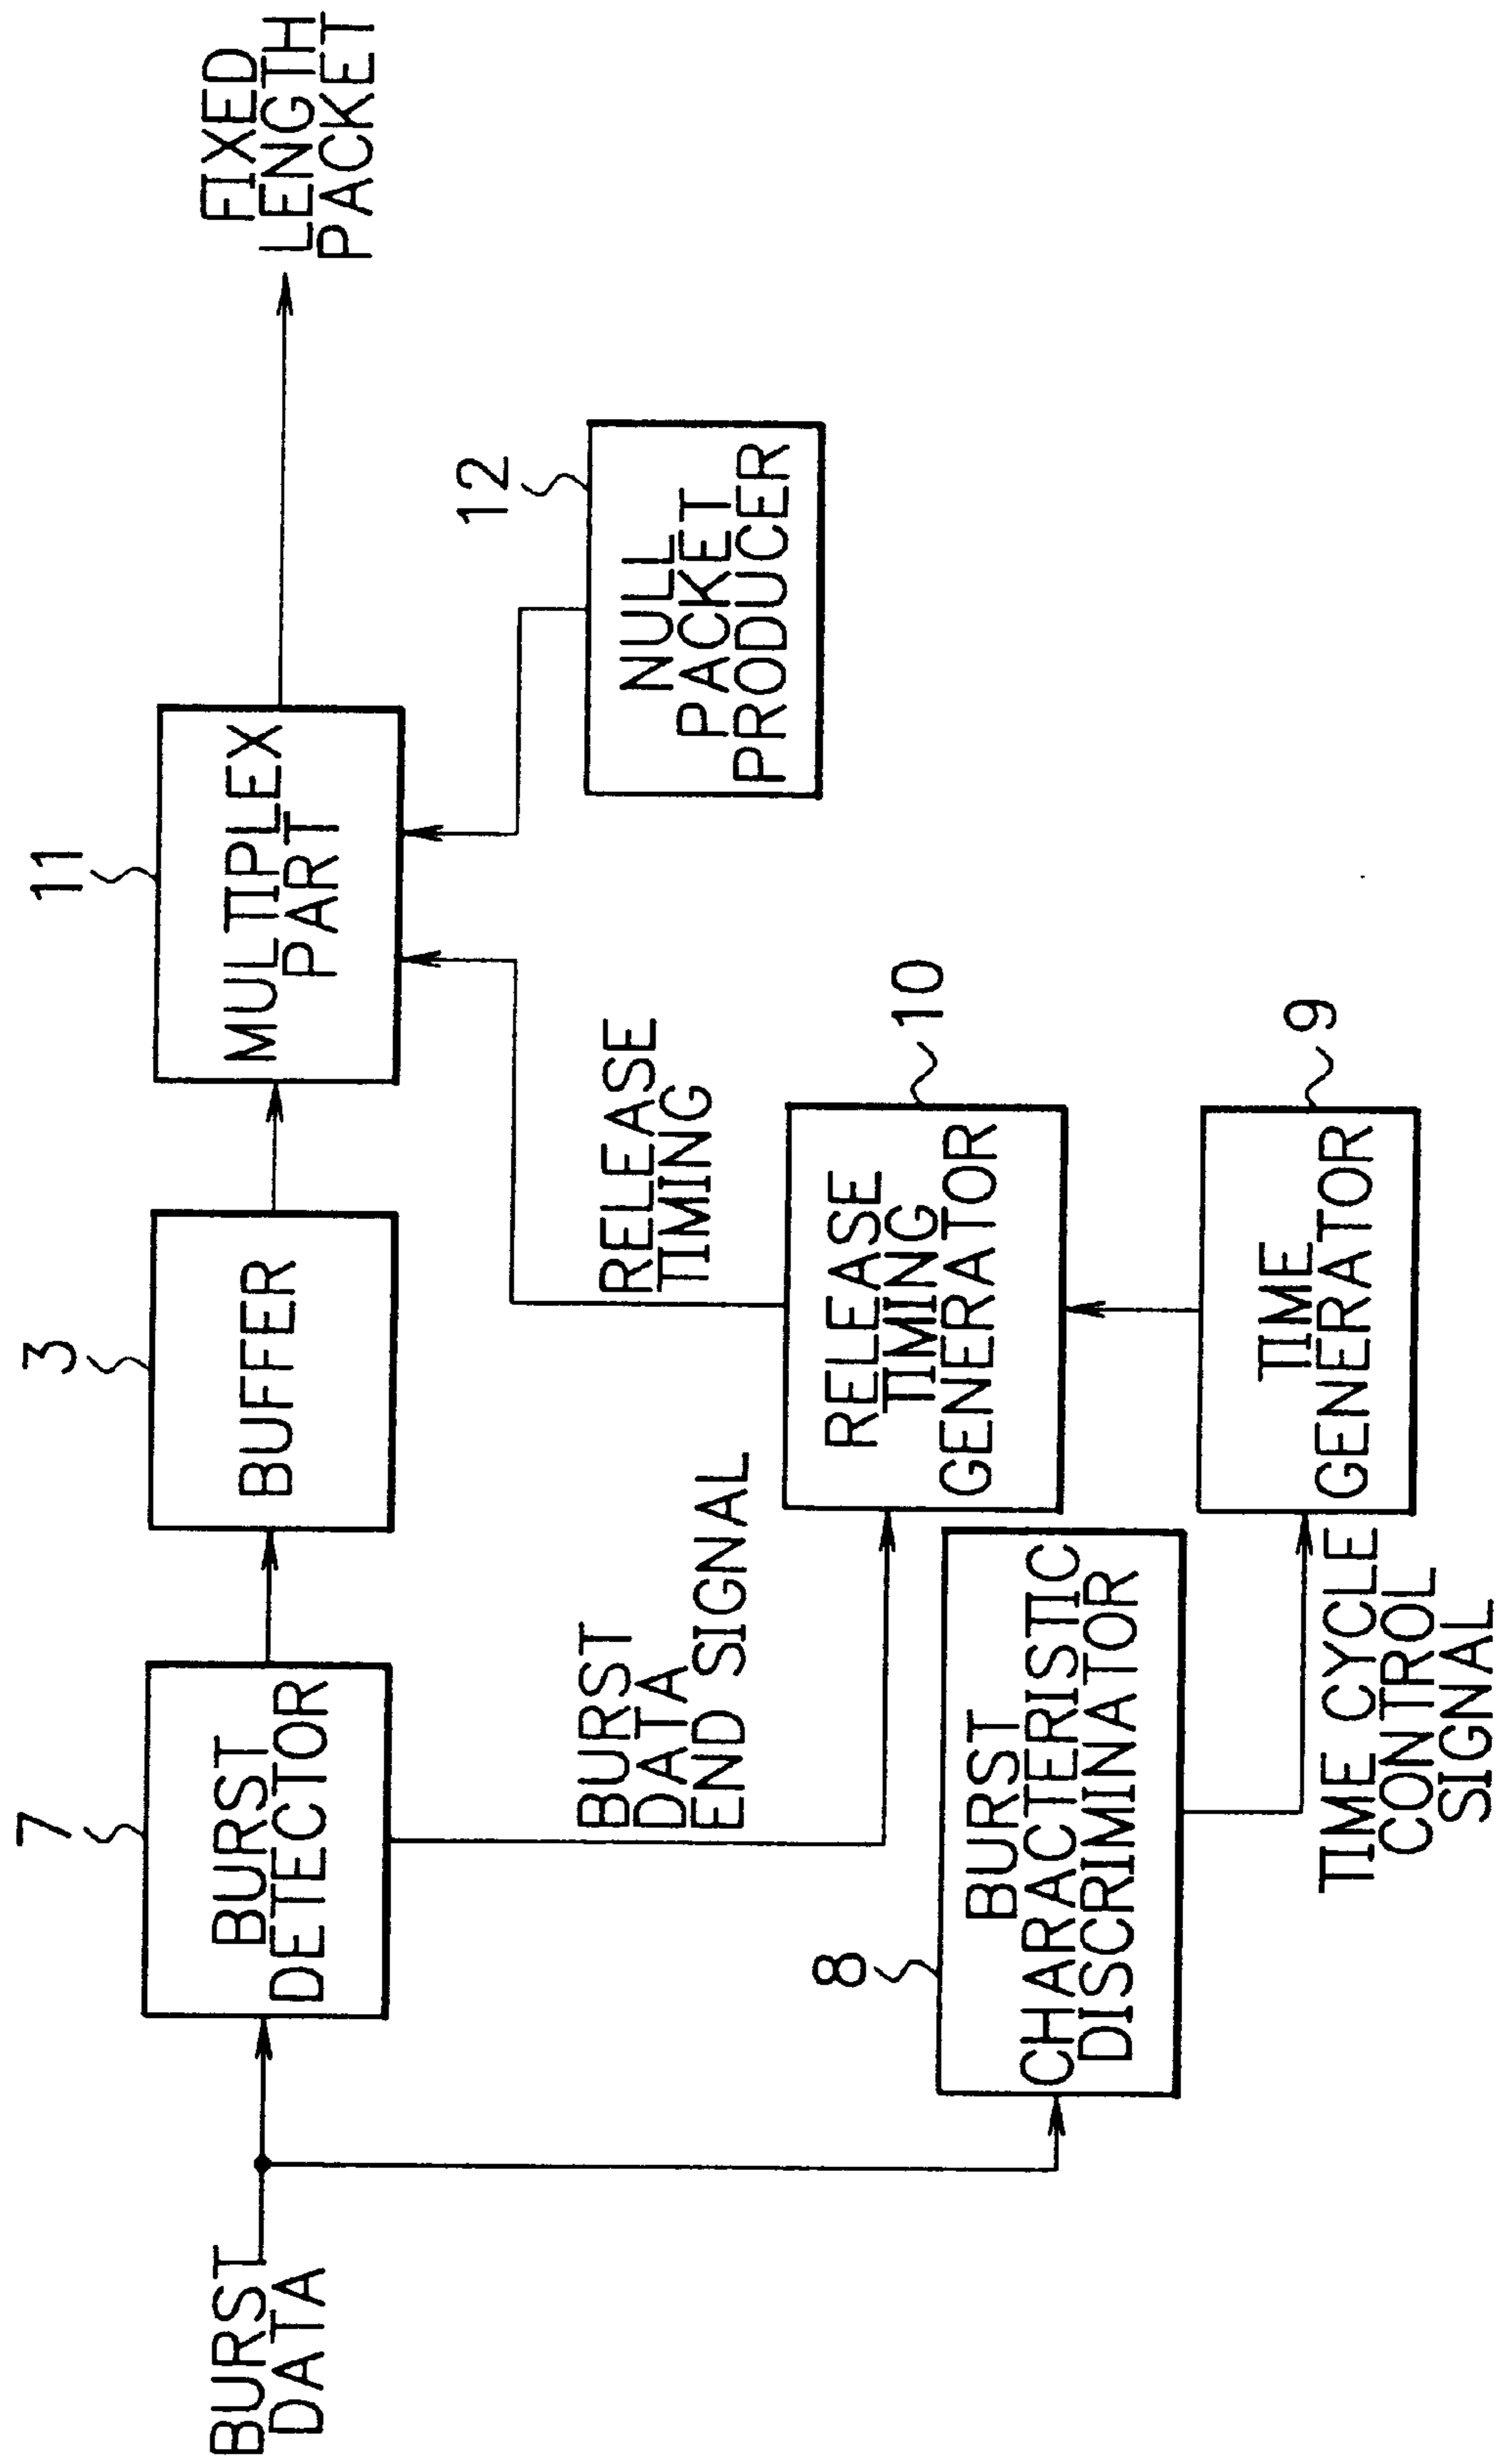 BURST
DATA
7
BURST
DETECTOR
3
BUFFER
11
MULTIPLEX
PART
FIXED
LENGTH
PACKET
BURST
DATA
END SIGNAL
RELEASE
TIMING
12
NULL
PACKET
PRODUCER
8
BURST
CHARACTERISTIC
DISCRIMINATOR
10
RELEASE
TIMING
GENERATOR
9
TIME
GENERATOR
TIME CYCLE
CONTROL
SIGNAL